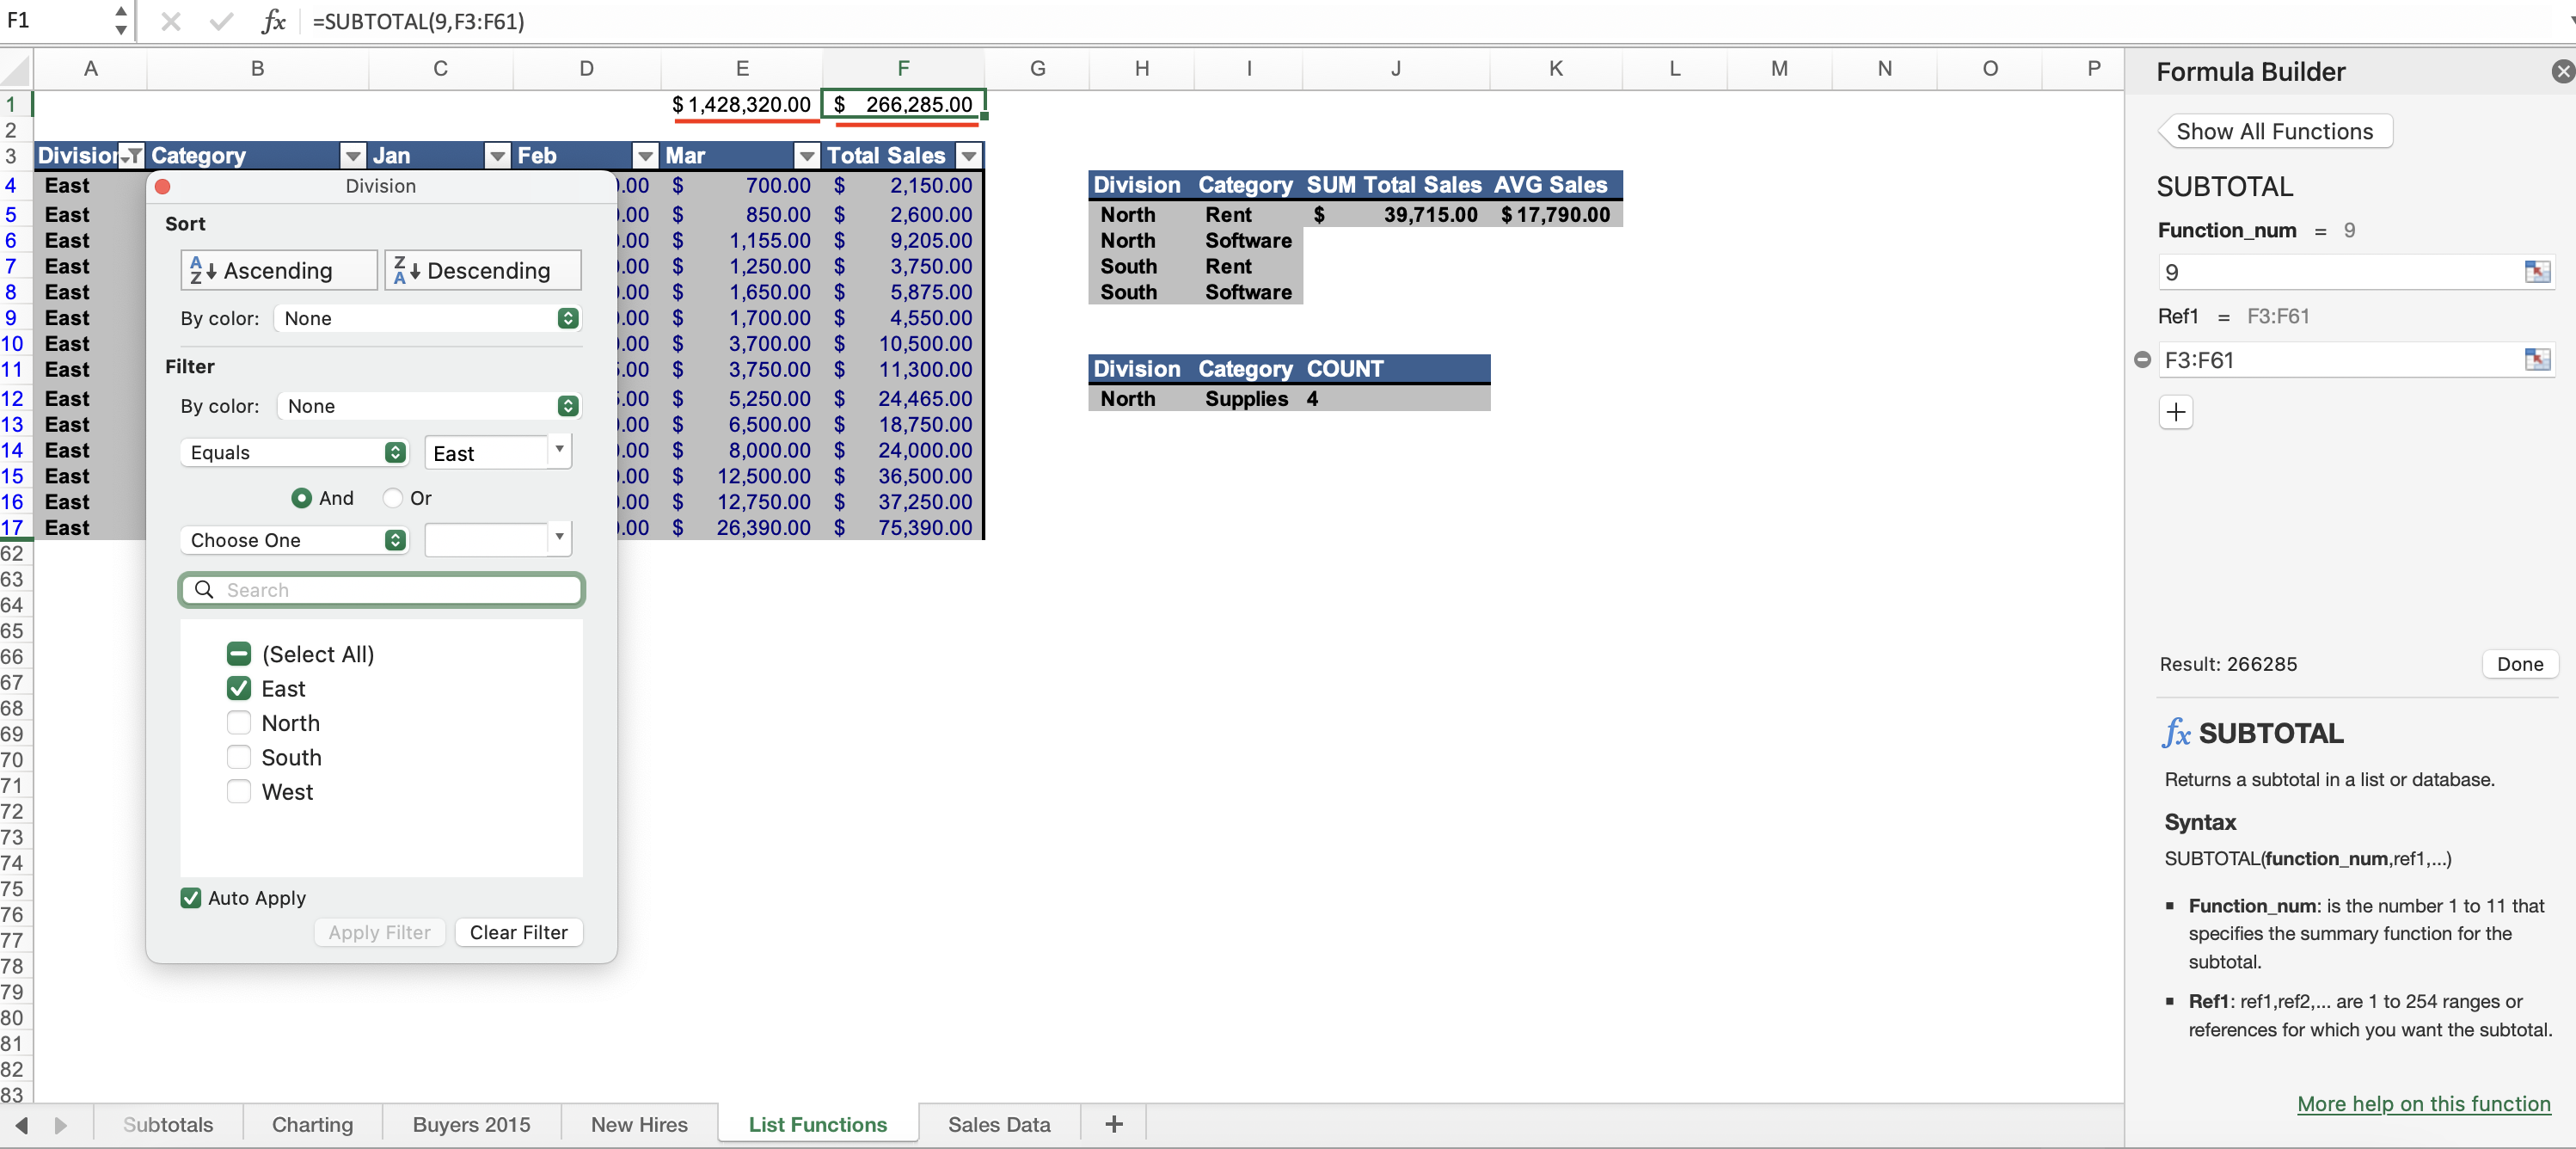 F1 fx =SUBTOTAL(9,F3:F61)
A B C D E F G H I J K L M N O P
1 $ 1,428,320.00 $ 266,285.00
2
3 Division Category Jan Feb Mar Total Sales
4 East .00 $ 700.00 $ 2,150.00
5 East .00 $ 850.00 $ 2,600.00
6 East .00 $ 1,155.00 $ 9,205.00
7 East .00 $ 1,250.00 $ 3,750.00
8 East .00 $ 1,650.00 $ 5,875.00
9 East .00 $ 1,700.00 $ 4,550.00
10 East .00 $ 3,700.00 $ 10,500.00
11 East .00 $ 3,750.00 $ 11,300.00
12 East .00 $ 5,250.00 $ 24,465.00
13 East .00 $ 6,500.00 $ 18,750.00
14 East .00 $ 8,000.00 $ 24,000.00
15 East .00 $ 12,500.00 $ 36,500.00
16 East .00 $ 12,750.00 $ 37,250.00
17 East .00 $ 26,390.00 $ 75,390.00
62
63
64
65
66
67
68
69
70
71
72
73
74
75
76
77
78
79
80
81
82
83
Division
Sort
A Z Ascending Z A Descending
By color: None
Filter
By color: None
Equals East
And Or
Choose One
Search
(Select All)
East
North
South
West
Auto Apply
Apply Filter Clear Filter
Division Category SUM Total Sales AVG Sales
North Rent $ 39,715.00 $ 17,790.00
North Software
South Rent
South Software
Division Category COUNT
North Supplies 4
Formula Builder
Show All Functions
SUBTOTAL
Function_num = 9
9
Ref1 = F3:F61
F3:F61
+
Result: 266285 Done
fx SUBTOTAL
Returns a subtotal in a list or database.
Syntax
SUBTOTAL(function_num,ref1,...)
▪ Function_num: is the number 1 to 11 that
specifies the summary function for the
subtotal.
▪ Ref1: ref1,ref2,... are 1 to 254 ranges or
references for which you want the subtotal.
More help on this function
Subtotals Charting Buyers 2015 New Hires List Functions Sales Data +